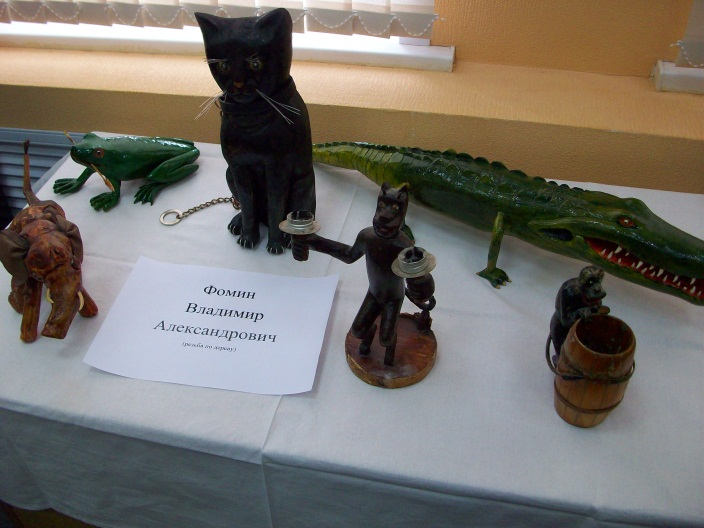 Фомин
Владимир
Александрович
(резьба по дереву)